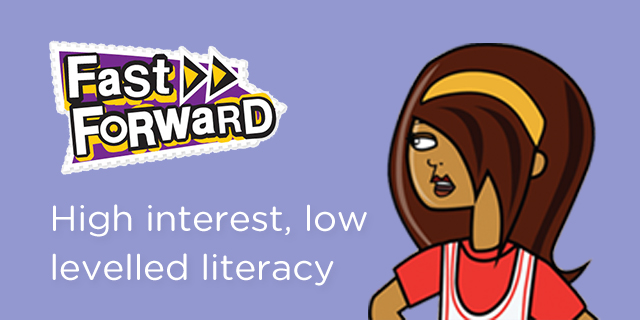 Fast
Forward
High interest, low
levelled literacy